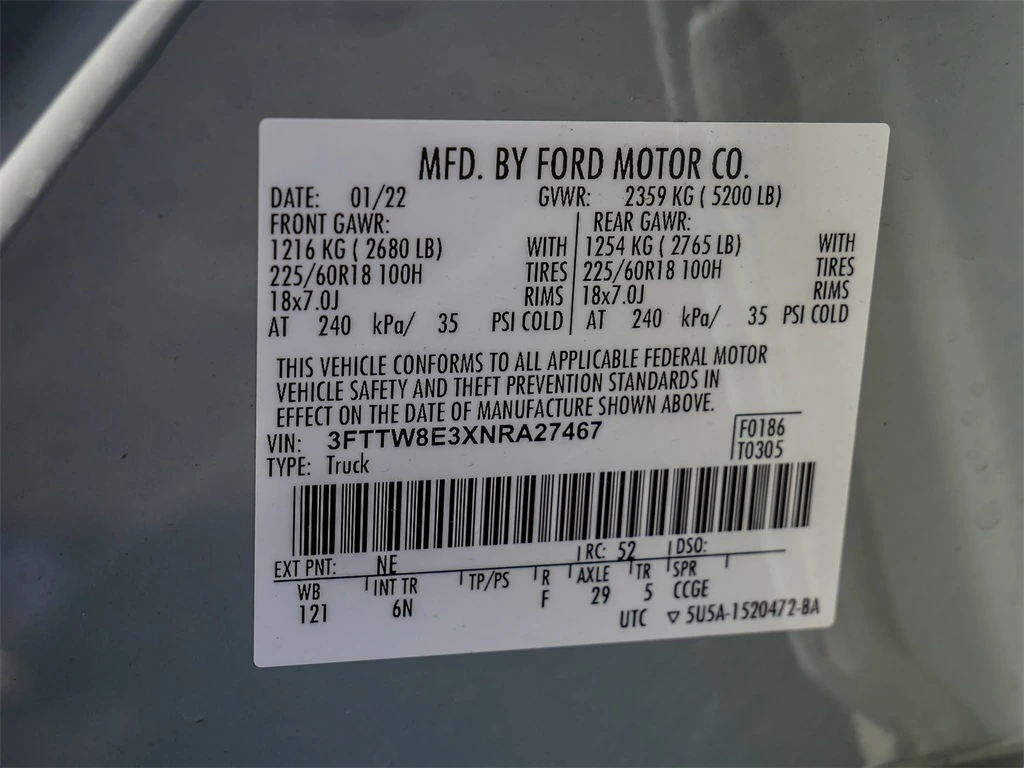 MFD. BY FORD MOTOR CO.
DATE: 01/22 GVWR: 2359 KG ( 5200 LB)
FRONT GAWR: REAR GAWR:
1216 KG ( 2680 LB) WITH 1254 KG ( 2765 LB) WITH
225/60R18 100H TIRES 225/60R18 100H TIRES
18x7.0J RIMS 18x7.0J RIMS
AT 240 kPa/ 35 PSI COLD AT 240 kPa/ 35 PSI COLD
THIS VEHICLE CONFORMS TO ALL APPLICABLE FEDERAL MOTOR
VEHICLE SAFETY AND THEFT PREVENTION STANDARDS IN
EFFECT ON THE DATE OF MANUFACTURE SHOWN ABOVE.
VIN: 3FTTW8E3XNRA27467 F0186
TYPE: Truck T0305
EXT PNT: NE RC: 52 DSO:
WB INT TR TP/PS R AXLE TR SPR
121 6N F 29 5 CCGE
UTC ▽ 5U5A-1520472-BA